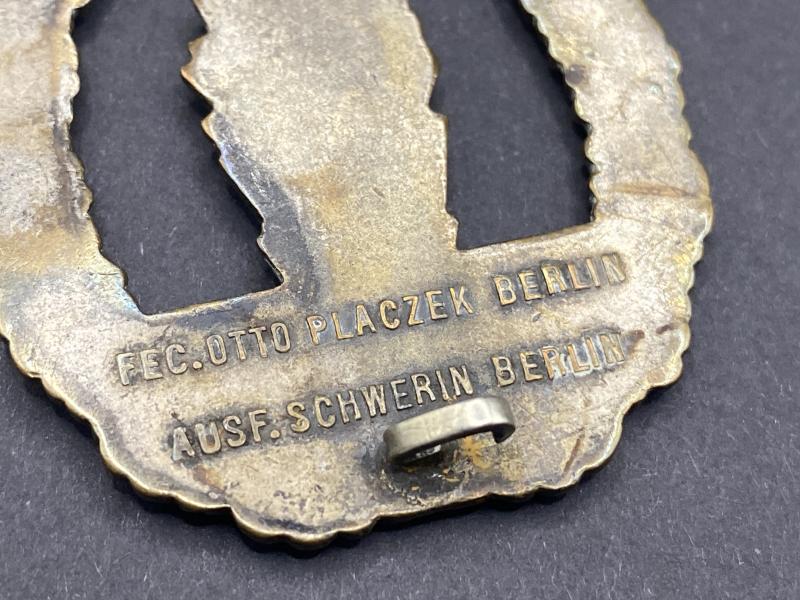 FEC.OTTO PLACZEK BERLIN
AUSF.SCHWERIN BERLIN